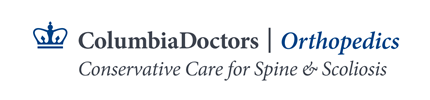 ColumbiaDoctors | Orthopedics
Conservative Care for Spine & Scoliosis